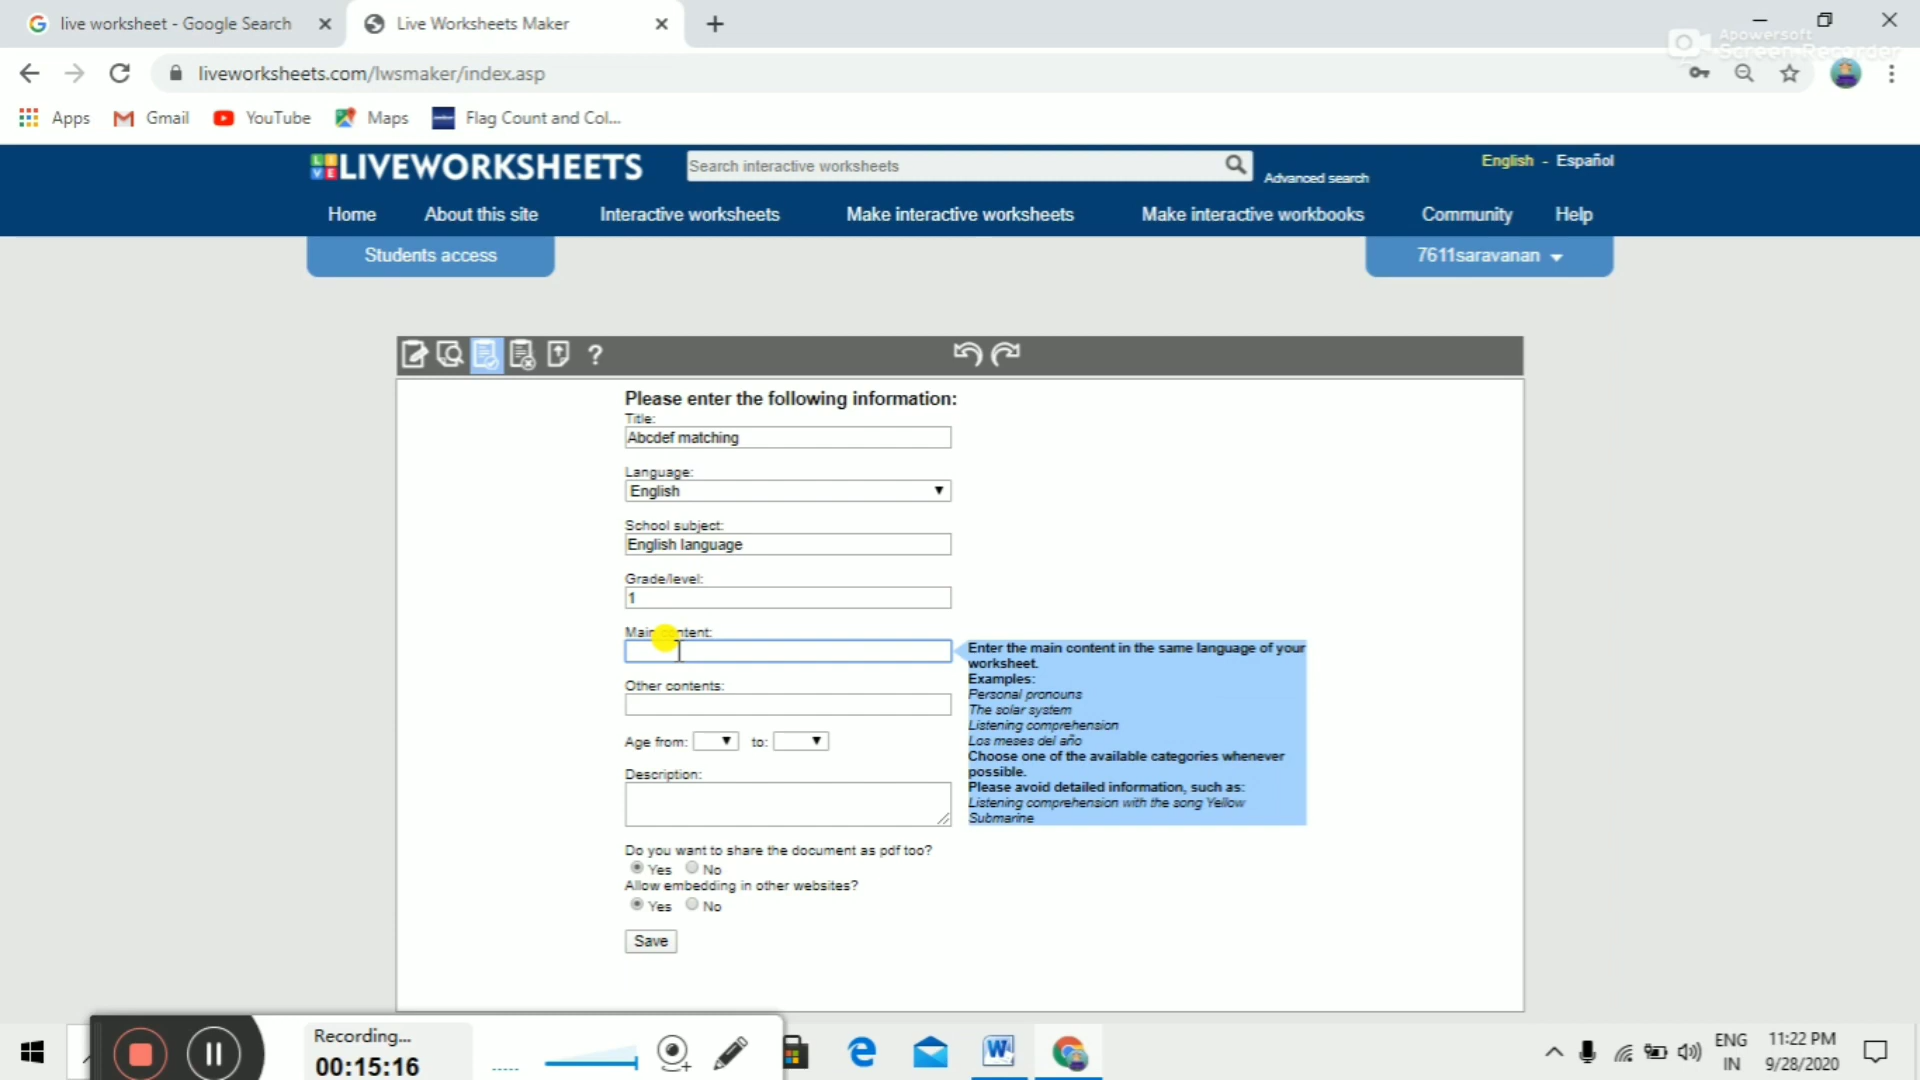 live worksheet - Google Search
Live Worksheets Maker
Apowersoft
Screen Recorder
liveworksheets.com/lwsmaker/index.asp
Apps
Gmail
YouTube
Maps
Flag Count and Col...
LIVE
LIVEWORKSHEETS
Search interactive worksheets
Advanced search
English - Español
Home
About this site
Interactive worksheets
Make interactive worksheets
Make interactive workbooks
Community
Help
Students access
7611saravanan
?
Please enter the following information:
Title:
Abcdef matching
Language:
English
School subject:
English language
Grade/level:
1
Main content:
Enter the main content in the same language of your
worksheet.
Examples:
Personal pronouns
The solar system
Listening comprehension
Los meses del año
Choose one of the available categories whenever
possible.
Please avoid detailed information, such as:
Listening comprehension with the song Yellow
Submarine
Other contents:
Age from: to:
Description:
Do you want to share the document as pdf too?
Yes No
Allow embedding in other websites?
Yes No
Save
Recording...
00:15:16
ENG
IN
11:22 PM
9/28/2020